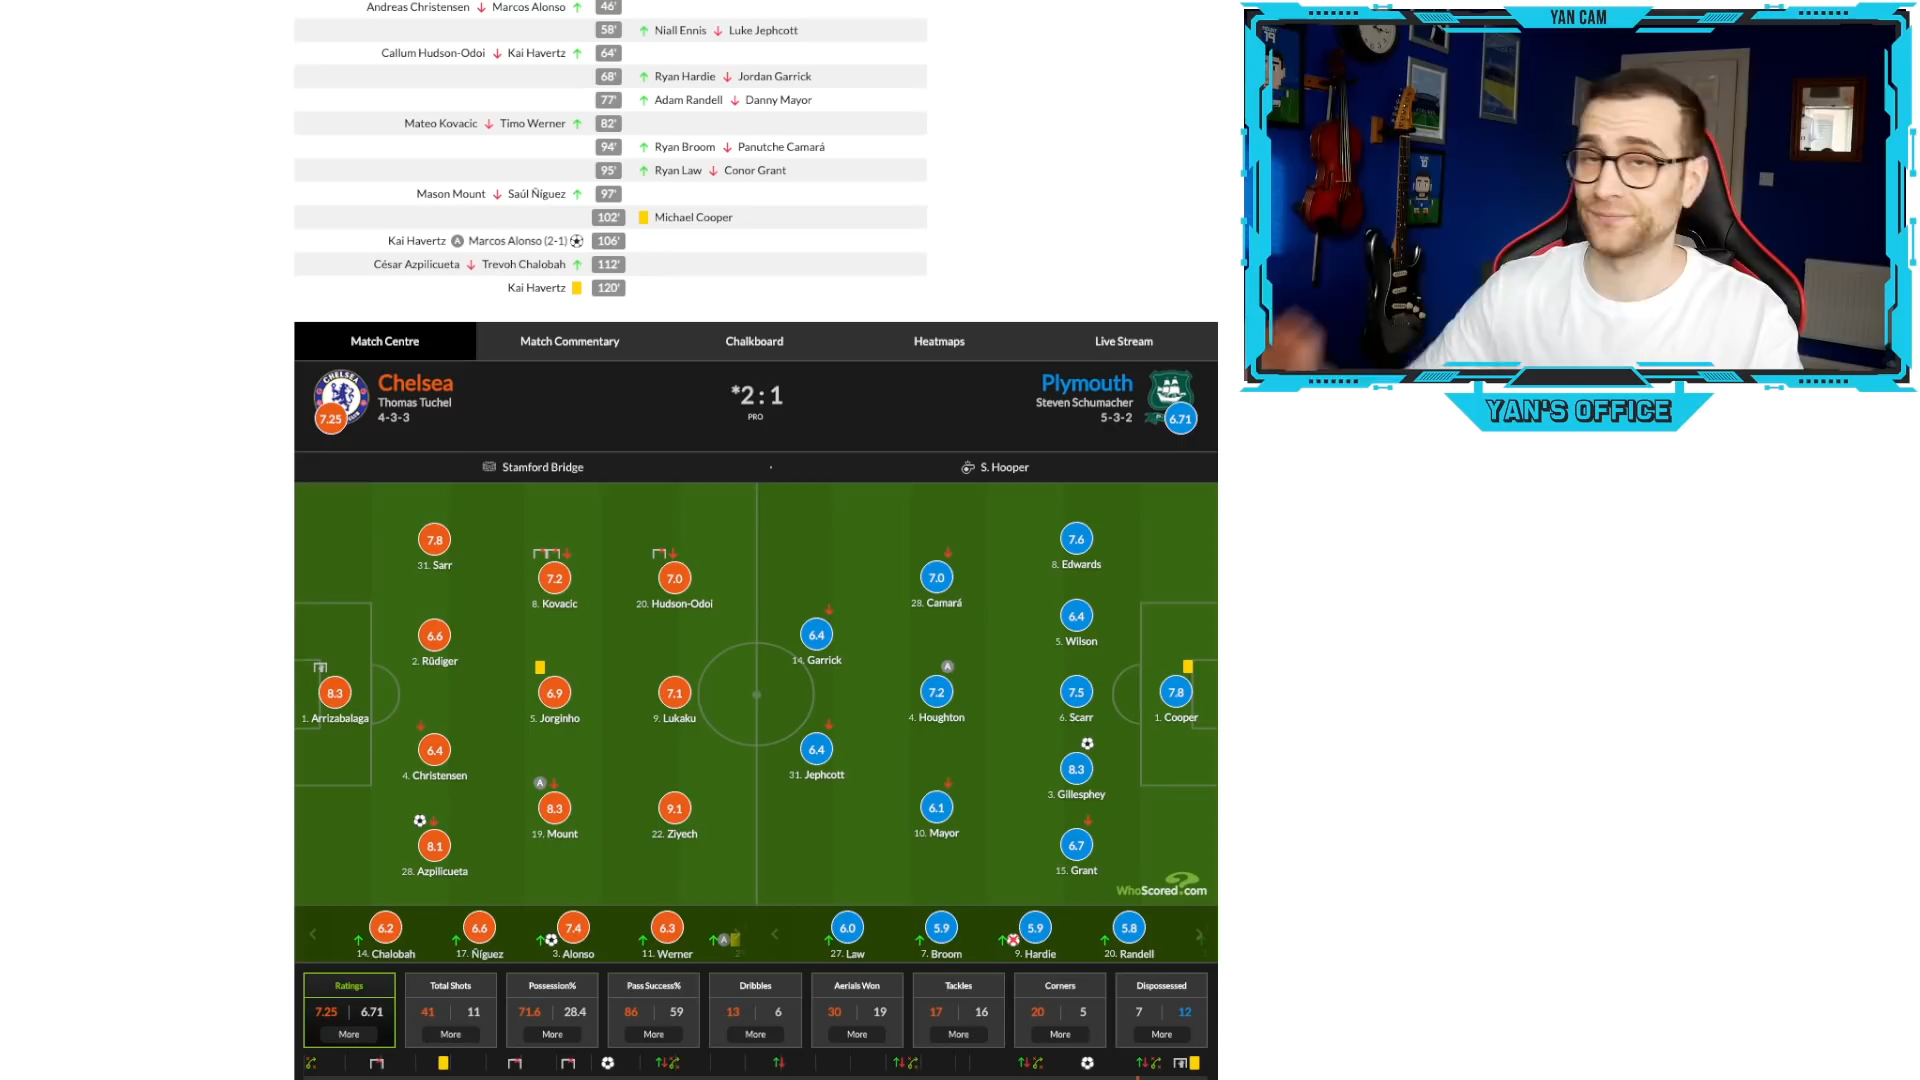 Andreas Christensen Marcos Alonso 46'
58' Niall Ennis Luke Jephcott
Callum Hudson-Odoi Kai Havertz 64'
68' Ryan Hardie Jordan Garrick
77' Adam Randell Danny Mayor
Mateo Kovacic Timo Werner 82'
94' Ryan Broom Panutche Camará
95' Ryan Law Conor Grant
Mason Mount Saúl Ñíguez 97'
102' Michael Cooper
Kai Havertz A Marcos Alonso (2-1) 106'
César Azpilicueta Trevoh Chalobah 112'
Kai Havertz 120'
YAN CAM
YAN'S OFFICE
Match Centre Match Commentary Chalkboard Heatmaps Live Stream
Chelsea
Thomas Tuchel
4-3-3
7.25
*2 : 1
PRO
Plymouth
Steven Schumacher
5-3-2
6.71
Stamford Bridge
S. Hooper
7.8
31. Sarr
6.6
2. Rüdiger
8.3
1. Arrizabalaga
6.4
4. Christensen
8.1
28. Azpilicueta
7.2
8. Kovacic
6.9
5. Jorginho
A
8.3
19. Mount
7.0
20. Hudson-Odoi
7.1
9. Lukaku
9.1
22. Ziyech
6.4
14. Garrick
6.4
31. Jephcott
7.0
28. Camará
A
7.2
4. Houghton
6.1
10. Mayor
7.6
8. Edwards
6.4
5. Wilson
7.5
6. Scarr
8.3
3. Gillesphey
6.7
15. Grant
7.8
1. Cooper
WhoScored.com
6.2 6.6 7.4 6.3 A 6.0 5.9 5.9 5.8
14. Chalobah 17. Ñíguez 3. Alonso 11. Werner 27. Law 7. Broom 9. Hardie 20. Randell
Ratings Total Shots Possession% Pass Success% Dribbles Aerials Won Tackles Corners Dispossessed
7.25 6.71 41 11 71.6 28.4 86 59 13 6 30 19 17 16 20 5 7 12
More More More More More More More More More